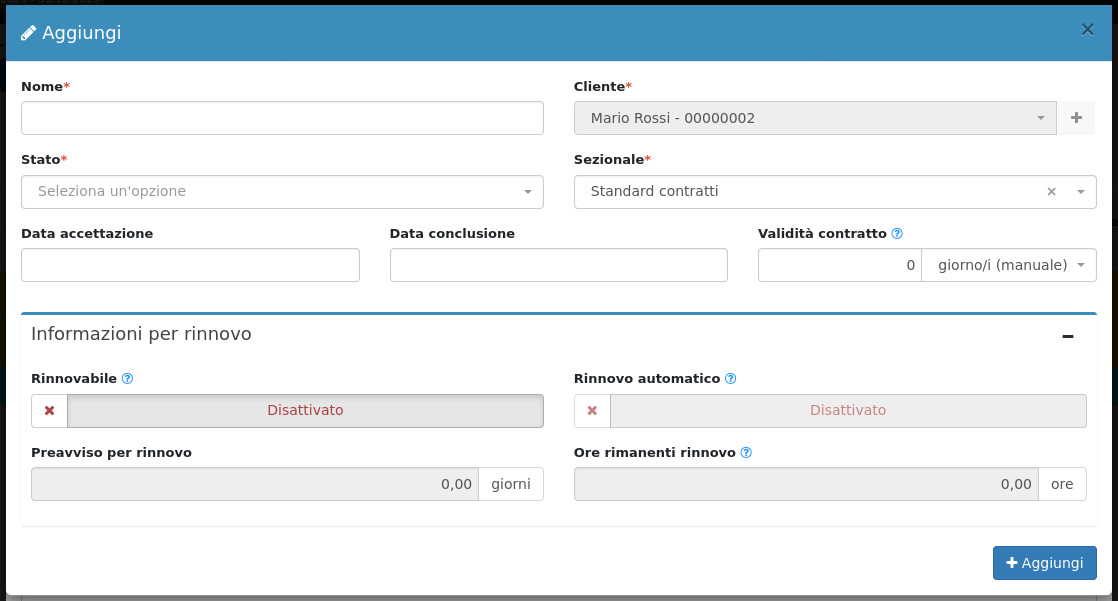 Aggiungi
Nome* Cliente*
Mario Rossi - 00000002
Stato* Sezionale*
Seleziona un'opzione Standard contratti
Data accettazione Data conclusione Validità contratto
0 giorno/i (manuale)
Informazioni per rinnovo
Rinnovabile Rinnovo automatico
Disattivato Disattivato
Preavviso per rinnovo Ore rimanenti rinnovo
0,00 giorni 0,00 ore
Aggiungi